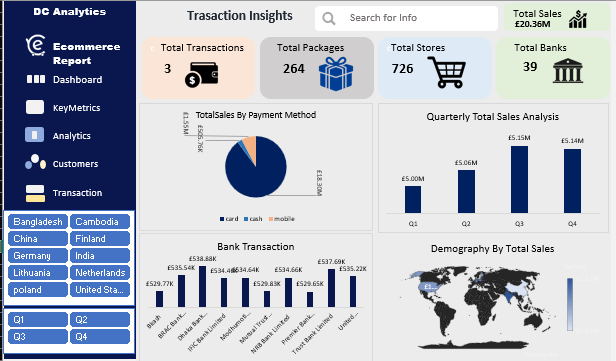 DC Analytics
Ecommerce
Report
Dashboard
KeyMetrics
Analytics
Customers
Transaction
Bangladesh
Cambodia
China
Finland
Germany
India
Lithuania
Netherlands
poland
United Sta...
Q1
Q2
Q3
Q4
Trasaction Insights
Search for Info
Total Sales
£20.36M
Total Transactions
3
Total Packages
264
Total Stores
726
Total Banks
39
TotalSales By Payment Method
£1.55M
£505.76K
£18.30M
card
cash
mobile
Quarterly Total Sales Analysis
£5.00M
£5.06M
£5.15M
£5.14M
Q1
Q2
Q3
Q4
Bank Transaction
£529.77K
£535.54K
£538.88K
£534.64K
£529.83K
£534.66K
£529.65K
£537.69K
£535.22K
Bkash
BRAC Bank...
Dhaka Bank...
IFIC Bank Limited
Modhumoti...
Mutual Trust...
NRB Bank Limited
Premier Bank...
Trust Bank Limited
United...
Demography By Total Sales
£1...